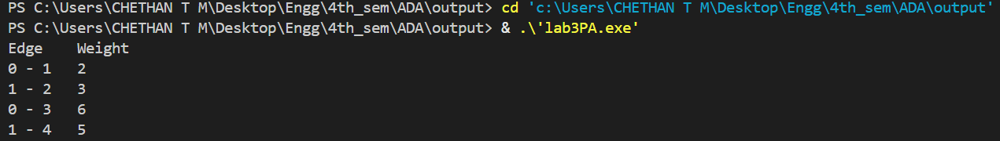 PS C:\Users\CHETHAN T M\Desktop\Engg\4th_sem\ADA\output> cd 'c:\Users\CHETHAN T M\Desktop\Engg\4th_sem\ADA\output'
PS C:\Users\CHETHAN T M\Desktop\Engg\4th_sem\ADA\output> & .\'lab3PA.exe'
Edge    Weight
0 - 1   2
1 - 2   3
0 - 3   6
1 - 4   5